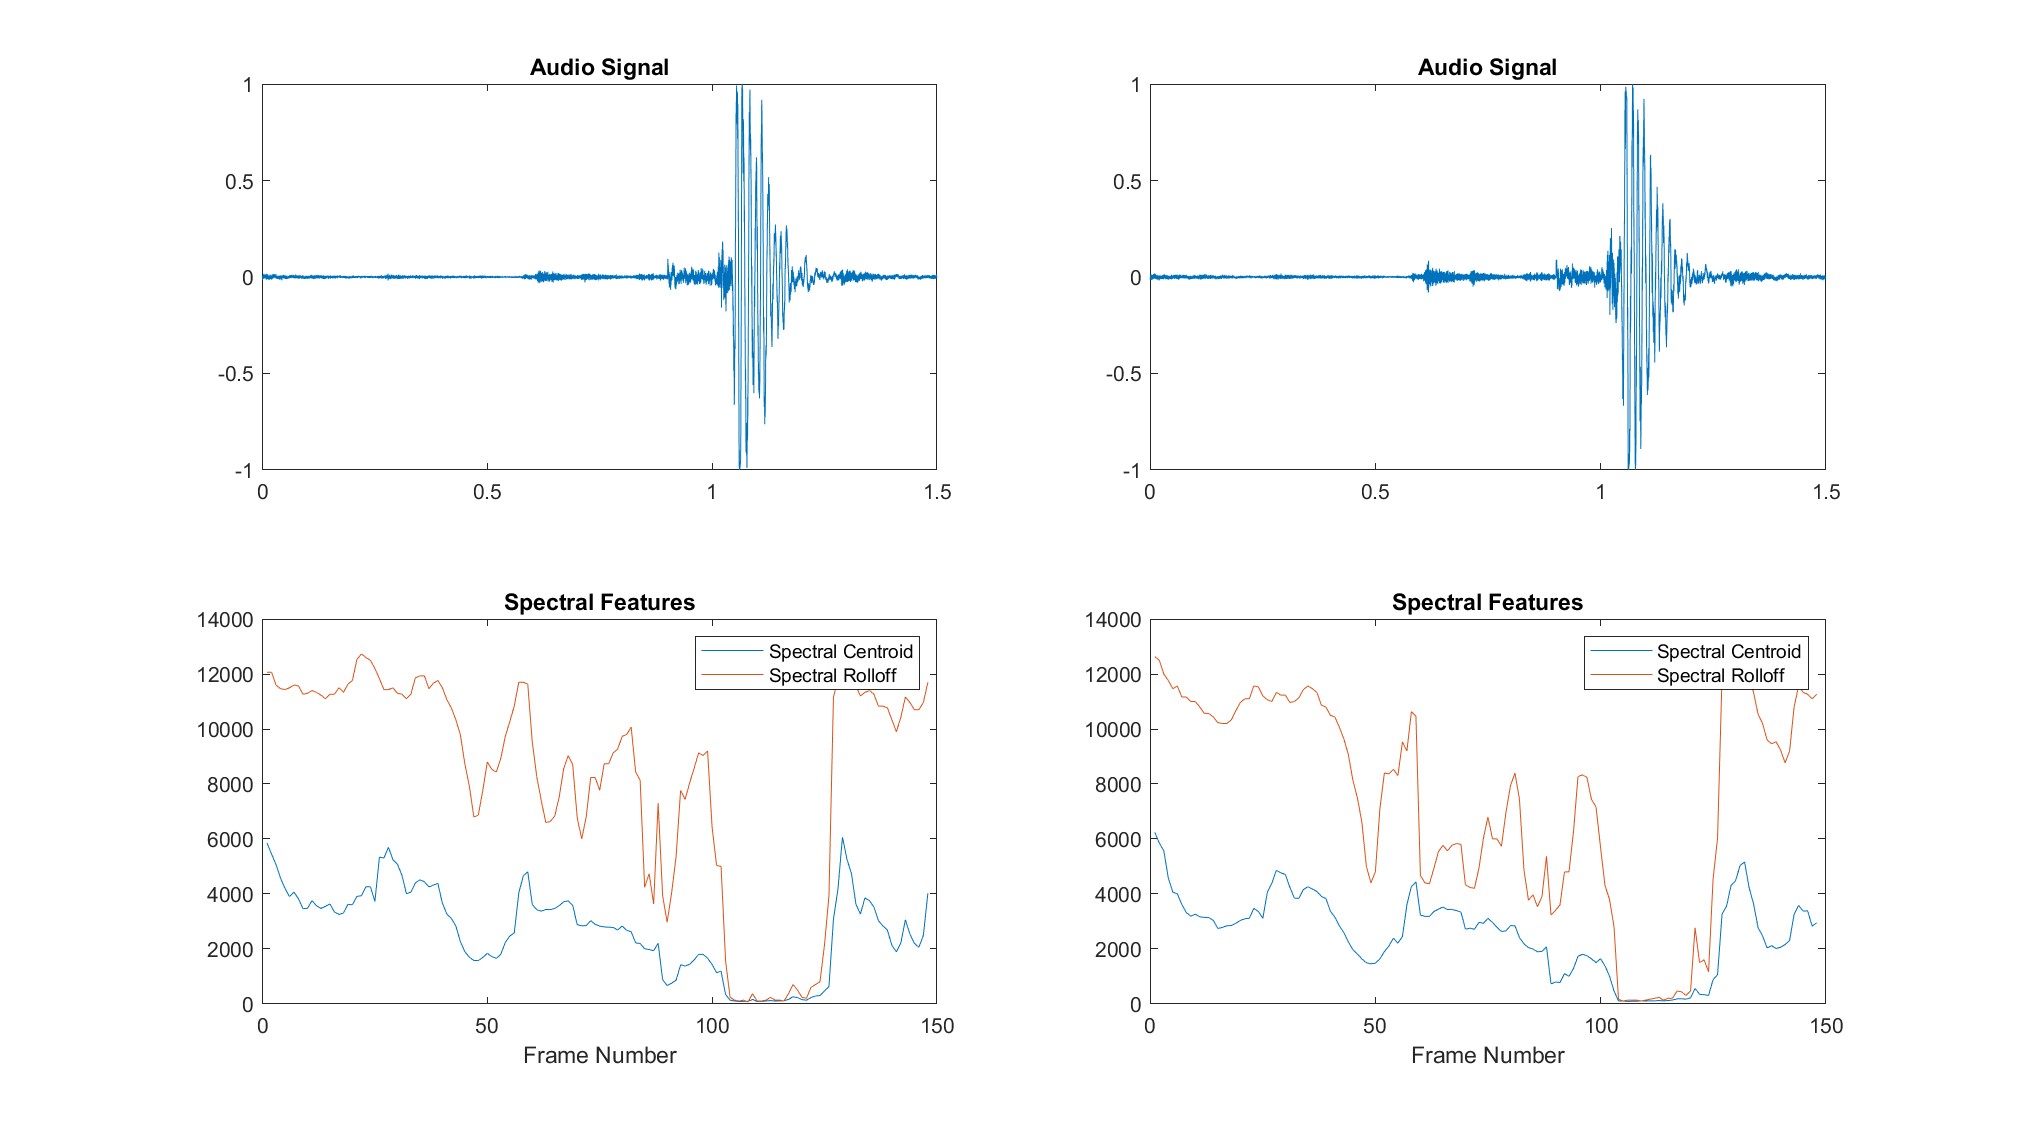 Audio Signal
1
0.5
0
-0.5
-1
0 0.5 1 1.5
Audio Signal
1
0.5
0
-0.5
-1
0 0.5 1 1.5
Spectral Features
14000
12000
10000
8000
6000
4000
2000
0
Spectral Centroid
Spectral Rolloff
0 50 100 150
Frame Number
Spectral Features
14000
12000
10000
8000
6000
4000
2000
0
Spectral Centroid
Spectral Rolloff
0 50 100 150
Frame Number